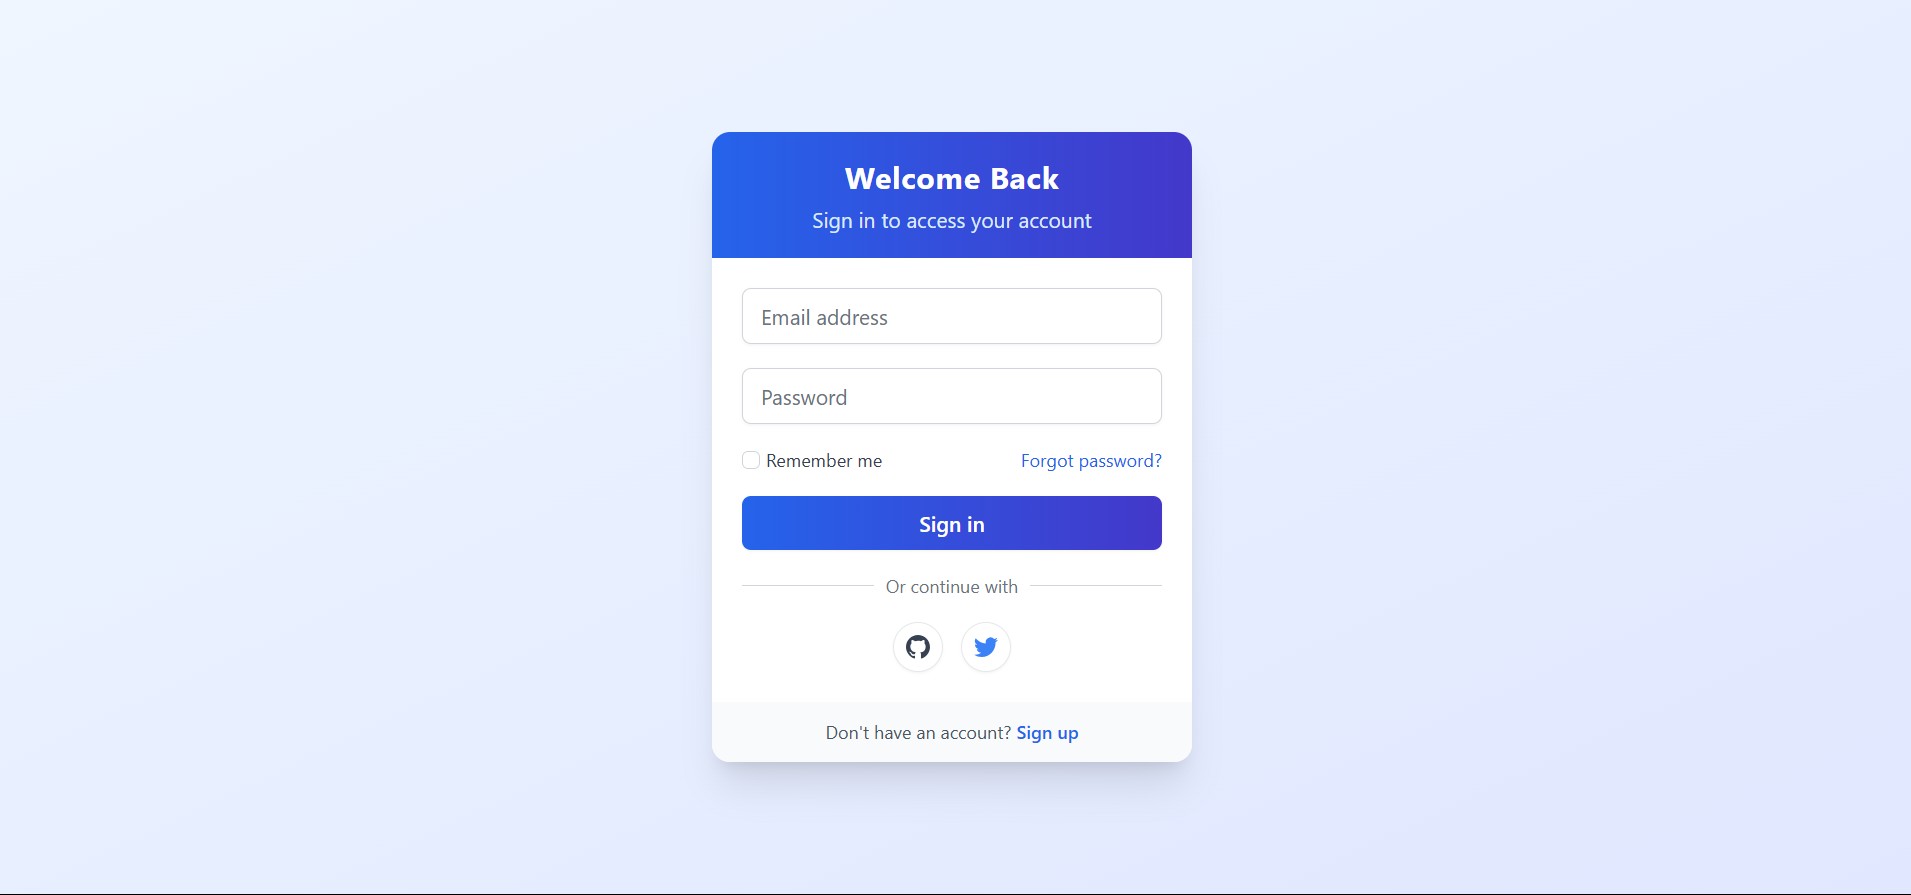 Welcome Back
Sign in to access your account
Email address
Password
Remember me
Forgot password?
Sign in
Or continue with
Don't have an account? Sign up